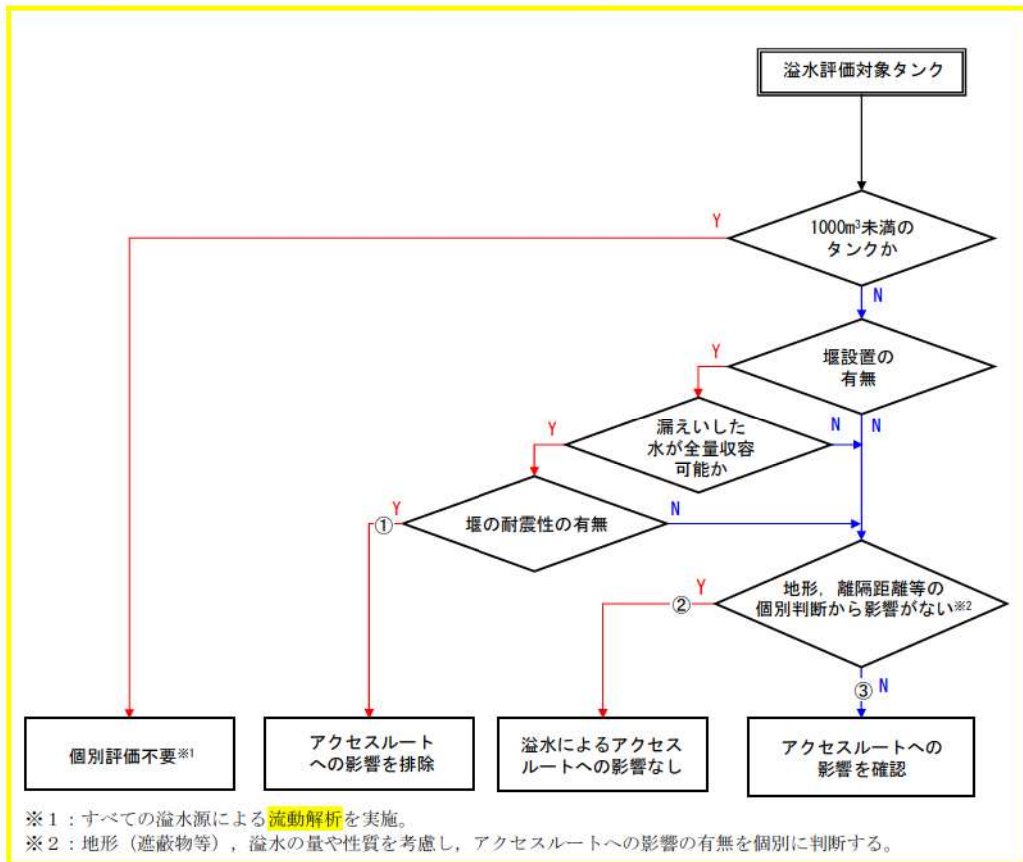 溢水評価対象タンク
1000m³未満の
タンクか
Y
N
堰設置の
有無
Y
N
漏えいした
水が全量収容
可能か
Y
N
堰の耐震性の有無
Y
①
N
地形，離隔距離等の
個別判断から影響がない※2
Y
②
③ N
個別評価不要※1
アクセスルート
への影響を排除
溢水によるアクセス
ルートへの影響なし
アクセスルートへの
影響を確認
※１：すべての溢水源による流動解析を実施。
※２：地形（遮蔽物等），溢水の量や性質を考慮し，アクセスルートへの影響の有無を個別に判断する。